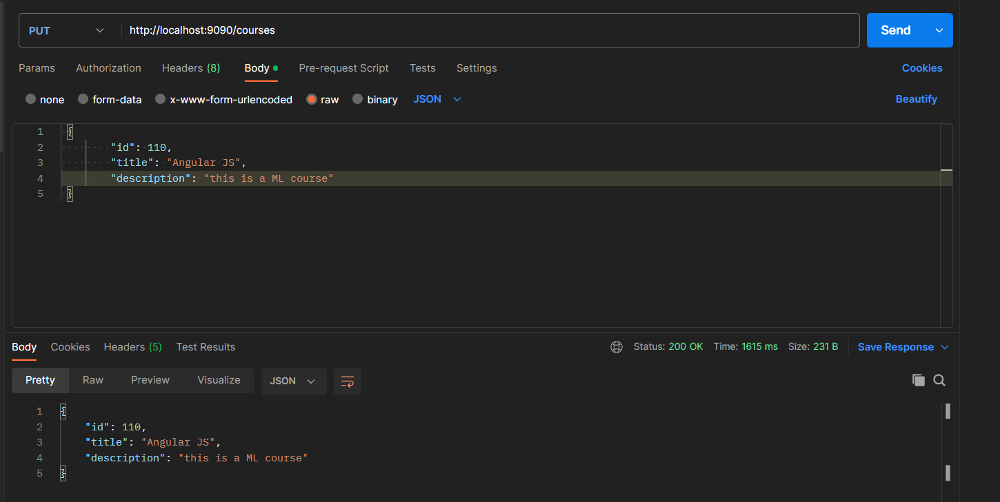 PUT http://localhost:9090/courses Send
Params Authorization Headers (8) Body Pre-request Script Tests Settings Cookies
none form-data x-www-form-urlencoded raw binary JSON Beautify
1 {
2 "id": 110,
3 "title": "Angular JS",
4 "description": "this is a ML course"
5 }
Body Cookies Headers (5) Test Results Status: 200 OK Time: 1615 ms Size: 231 B Save Response
Pretty Raw Preview Visualize JSON
1 {
2 "id": 110,
3 "title": "Angular JS",
4 "description": "this is a ML course"
5 }